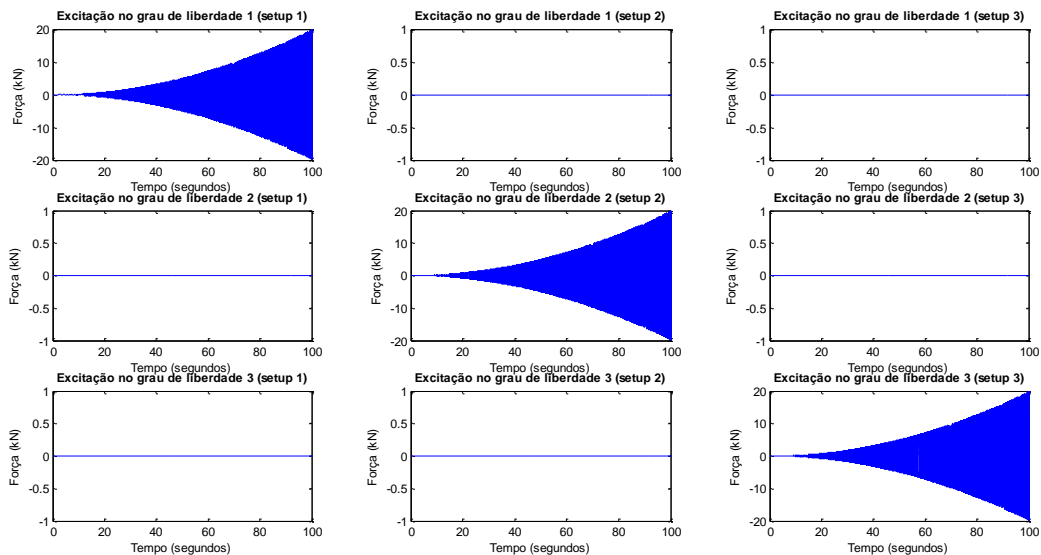 Excitação no grau de liberdade 1 (setup 1)
20
10
0
-10
-20
Força (kN)
0 20 40 60 80 100
Tempo (segundos)
Excitação no grau de liberdade 1 (setup 2)
1
0.5
0
-0.5
-1
Força (kN)
0 20 40 60 80 100
Tempo (segundos)
Excitação no grau de liberdade 1 (setup 3)
1
0.5
0
-0.5
-1
Força (kN)
0 20 40 60 80 100
Tempo (segundos)
Excitação no grau de liberdade 2 (setup 1)
1
0.5
0
-0.5
-1
Força (kN)
0 20 40 60 80 100
Tempo (segundos)
Excitação no grau de liberdade 2 (setup 2)
20
10
0
-10
-20
Força (kN)
0 20 40 60 80 100
Tempo (segundos)
Excitação no grau de liberdade 2 (setup 3)
1
0.5
0
-0.5
-1
Força (kN)
0 20 40 60 80 100
Tempo (segundos)
Excitação no grau de liberdade 3 (setup 1)
1
0.5
0
-0.5
-1
Força (kN)
0 20 40 60 80 100
Tempo (segundos)
Excitação no grau de liberdade 3 (setup 2)
1
0.5
0
-0.5
-1
Força (kN)
0 20 40 60 80 100
Tempo (segundos)
Excitação no grau de liberdade 3 (setup 3)
20
10
0
-10
-20
Força (kN)
0 20 40 60 80 100
Tempo (segundos)